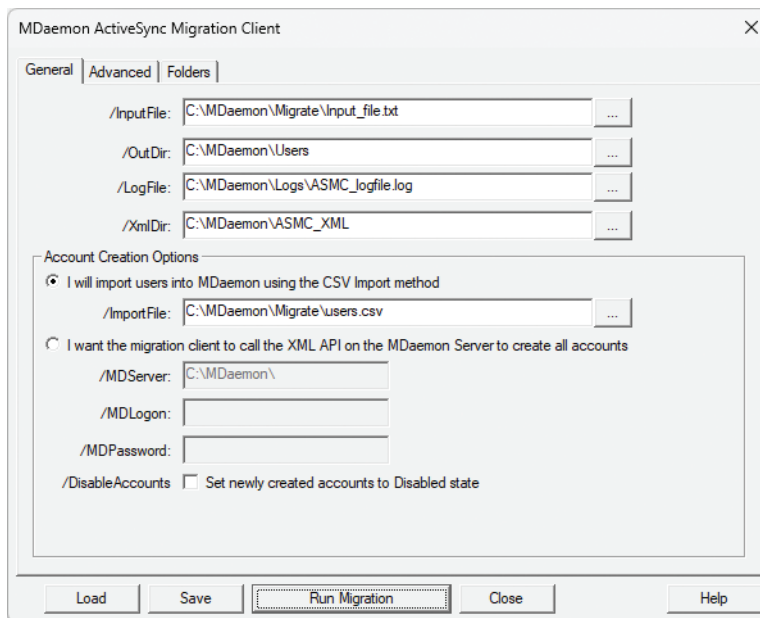 MDaemon ActiveSync Migration Client
General Advanced Folders
/InputFile: C:\MDaemon\Migrate\Input_file.txt ...
/OutDir: C:\MDaemon\Users ...
/LogFile: C:\MDaemon\Logs\ASMC_logfile.log ...
/XmlDir: C:\MDaemon\ASMC_XML ...
Account Creation Options
I will import users into MDaemon using the CSV Import method
/ImportFile: C:\MDaemon\Migrate\users.csv ...
I want the migration client to call the XML API on the MDaemon Server to create all accounts
/MDServer: C:\MDaemon\
/MDLogon:
/MDPassword:
/DisableAccounts Set newly created accounts to Disabled state
Load Save Run Migration Close Help